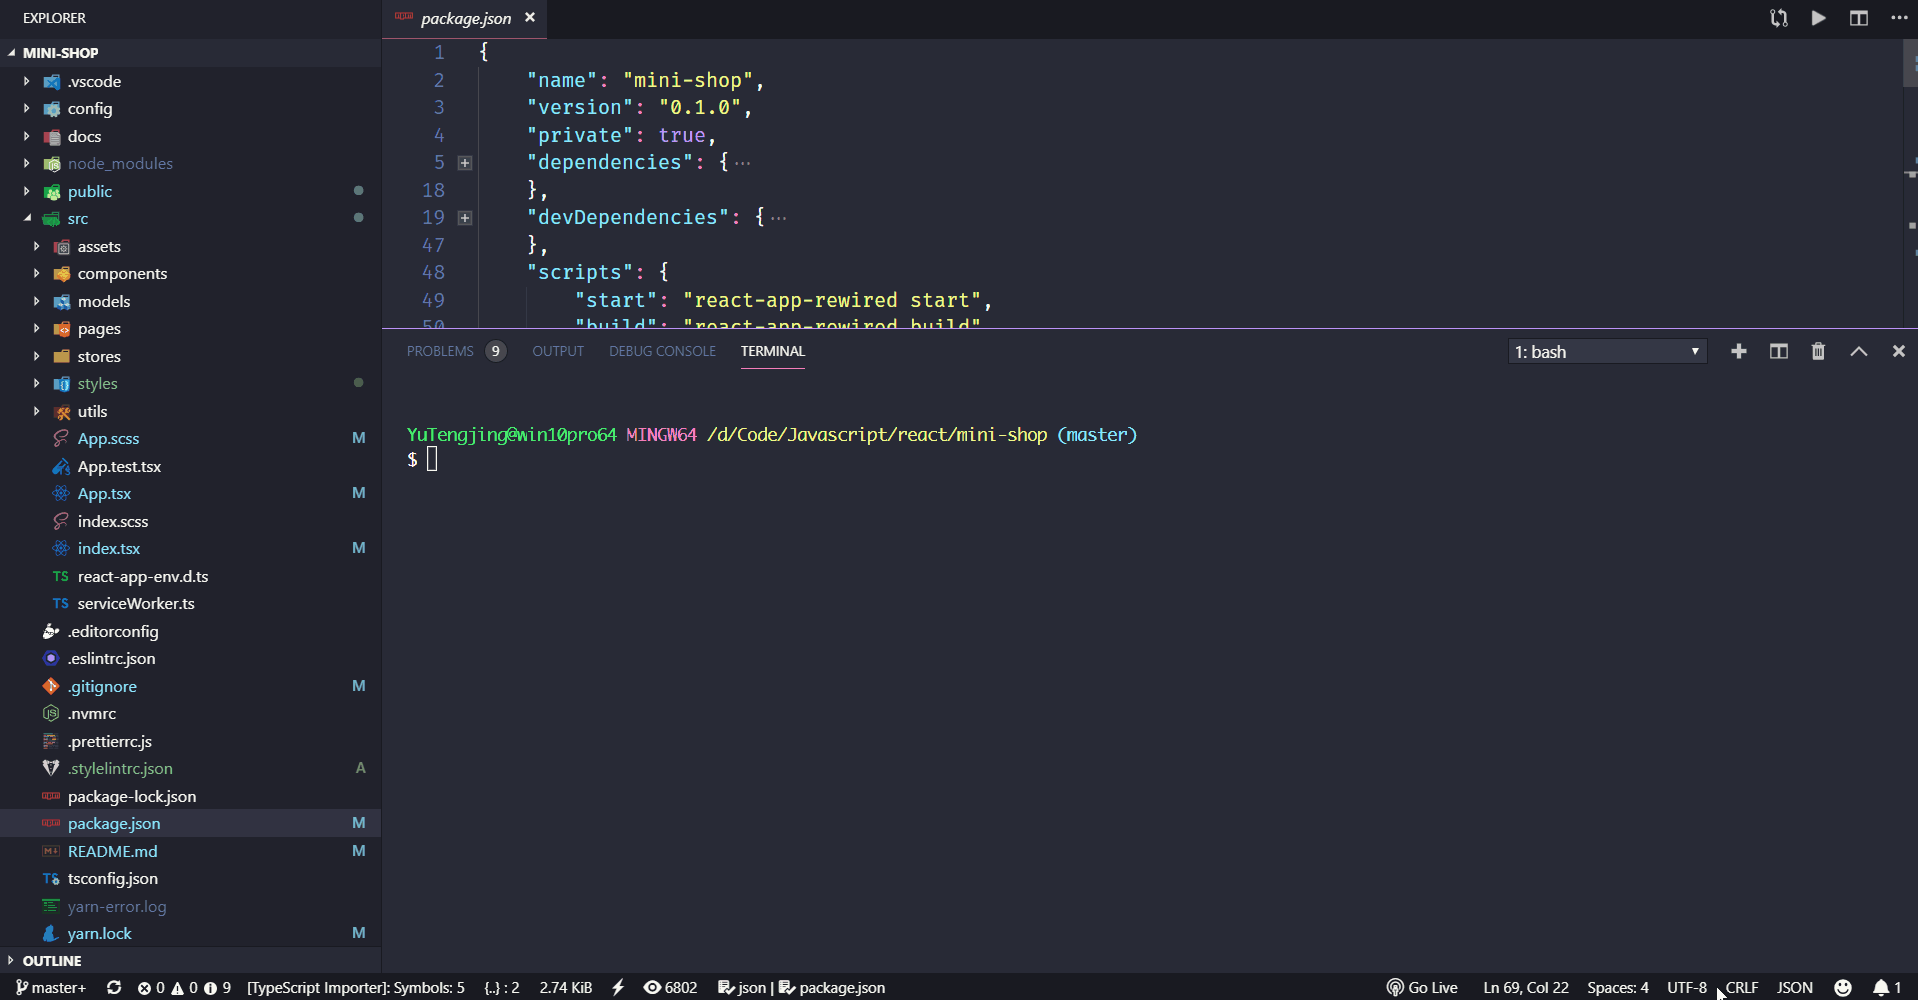 EXPLORER
MINI-SHOP
.vscode
config
docs
node_modules
public
src
assets
components
models
pages
stores
styles
utils
App.scss M
App.test.tsx
App.tsx M
index.scss
index.tsx M
TS react-app-env.d.ts
TS serviceWorker.ts
.editorconfig
.eslintrc.json
.gitignore M
.nvmrc
.prettierrc.js
.stylelintrc.json A
package-lock.json
package.json M
README.md M
tsconfig.json
yarn-error.log
yarn.lock M
OUTLINE
package.json ×
1 {
2 "name": "mini-shop",
3 "version": "0.1.0",
4 "private": true,
5 "dependencies": {...
18 },
19 "devDependencies": {...
47 },
48 "scripts": {
49 "start": "react-app-rewired start",
50 "build": "react-app-rewired build"
PROBLEMS 9 OUTPUT DEBUG CONSOLE TERMINAL 1: bash
YuTengjing@win10pro64 MINGW64 /d/Code/Javascript/react/mini-shop (master)
$
master+ 0 0 9 [TypeScript Importer]: Symbols: 5 {..} : 2 2.74 KiB 6802 json | package.json Go Live Ln 69, Col 22 Spaces: 4 UTF-8 CRLF JSON 1